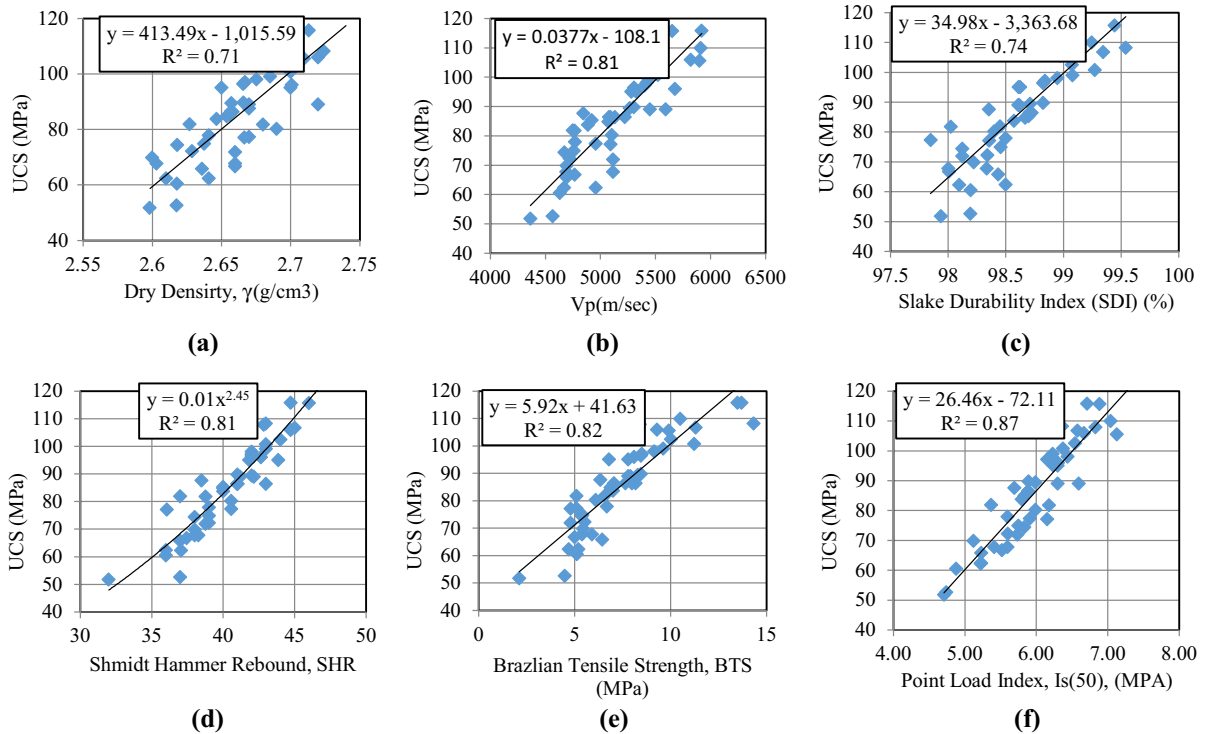 y = 413.49x - 1,015.59
R² = 0.71
120
100
80
60
40
2.55 2.6 2.65 2.7 2.75
UCS (MPa)
Dry Densirty, γ(g/cm3)
(a)
y = 0.0377x - 108.1
R² = 0.81
120
110
100
90
80
70
60
50
40
4000 4500 5000 5500 6000 6500
UCS (MPa)
Vp(m/sec)
(b)
y = 34.98x - 3,363.68
R² = 0.74
120
110
100
90
80
70
60
50
40
97.5 98 98.5 99 99.5 100
UCS (MPa)
Slake Durability Index (SDI) (%)
(c)
y = 0.01x2.45
R² = 0.81
120
110
100
90
80
70
60
50
40
30 35 40 45 50
UCS (MPa)
Shmidt Hammer Rebound, SHR
(d)
y = 5.92x + 41.63
R² = 0.82
120
110
100
90
80
70
60
50
40
0 5 10 15
UCS (MPa)
Brazlian Tensile Strength, BTS
(MPa)
(e)
y = 26.46x - 72.11
R² = 0.87
120
110
100
90
80
70
60
50
40
4.00 5.00 6.00 7.00 8.00
UCS (MPa)
Point Load Index, Is(50), (MPA)
(f)